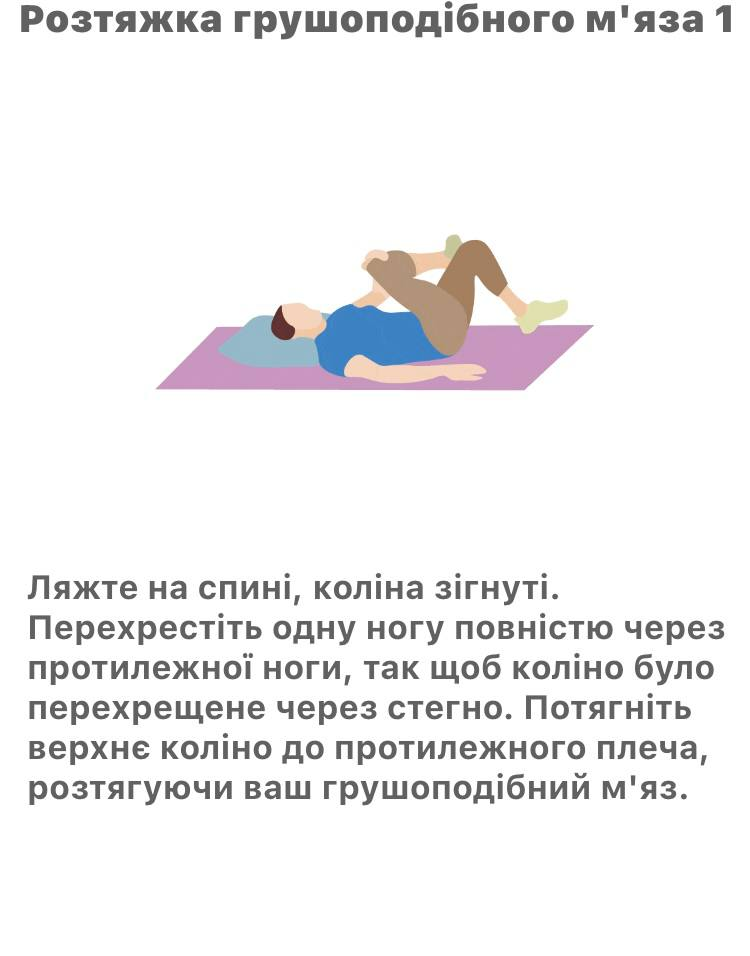 Розтяжка грушоподібного м'яза 1
Ляжте на спині, коліна зігнуті.
Перехрестіть одну ногу повністю через
протилежної ноги, так щоб коліно було
перехрещене через стегно. Потягніть
верхнє коліно до протилежного плеча,
розтягуючи ваш грушоподібний м'яз.